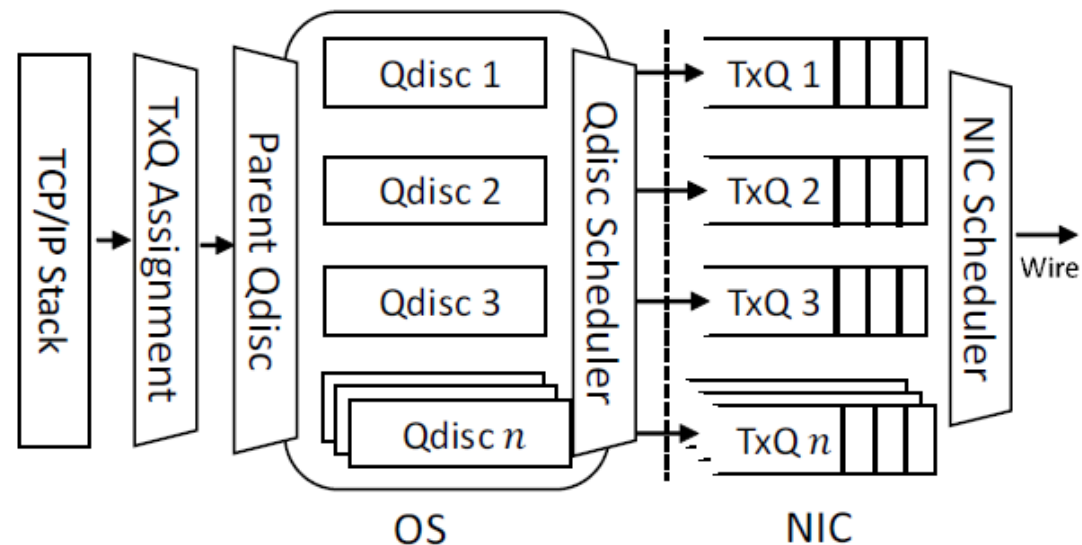 TCP/IP Stack
TxQ Assignment
Parent Qdisc
Qdisc 1
Qdisc 2
Qdisc 3
Qdisc n
Qdisc Scheduler
TxQ 1
TxQ 2
TxQ 3
TxQ n
NIC Scheduler
Wire
OS
NIC